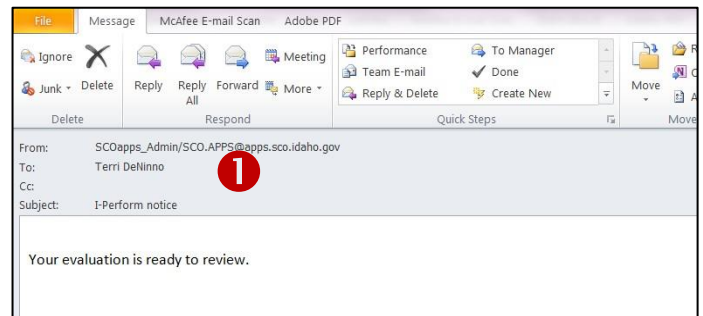 File Message McAfee E-mail Scan Adobe PDF
Ignore Meeting Performance To Manager
Team E-mail Done
Junk Delete Reply Reply All Forward More Reply & Delete Create New Move
Delete Respond Quick Steps Move
From: SCOapps_Admin/SCO.APPS@apps.sco.idaho.gov
To: Terri DeNinno
1
Cc:
Subject: I-Perform notice
Your evaluation is ready to review.